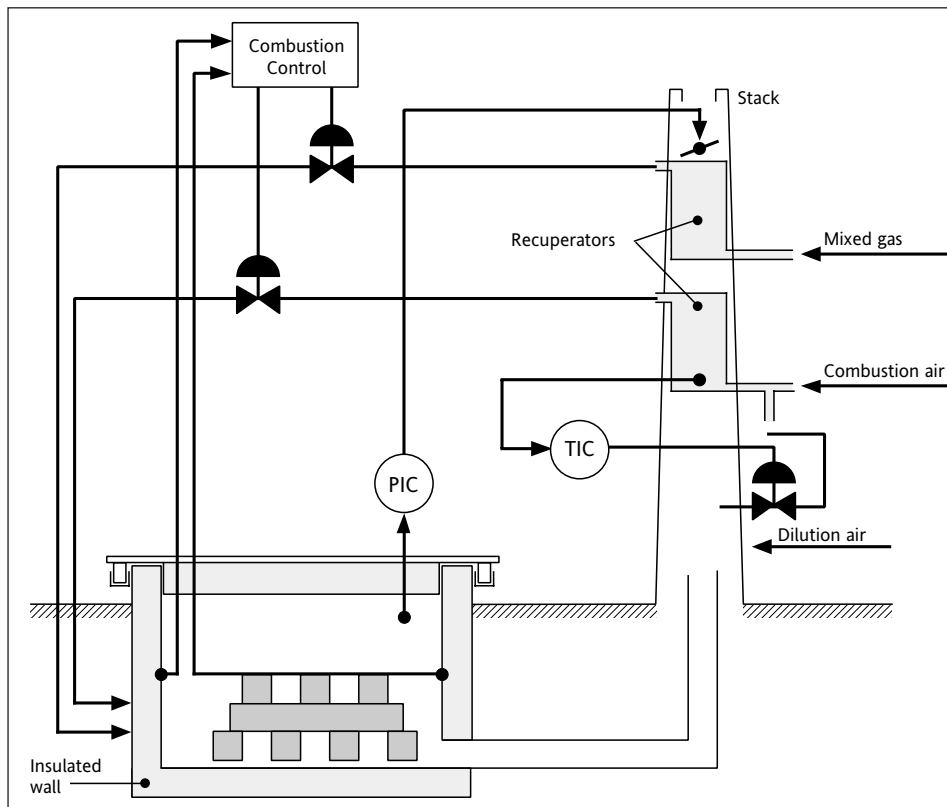 Combustion
Control
Stack
Recuperators
Mixed gas
Combustion air
TIC
PIC
Dilution air
Insulated
wall